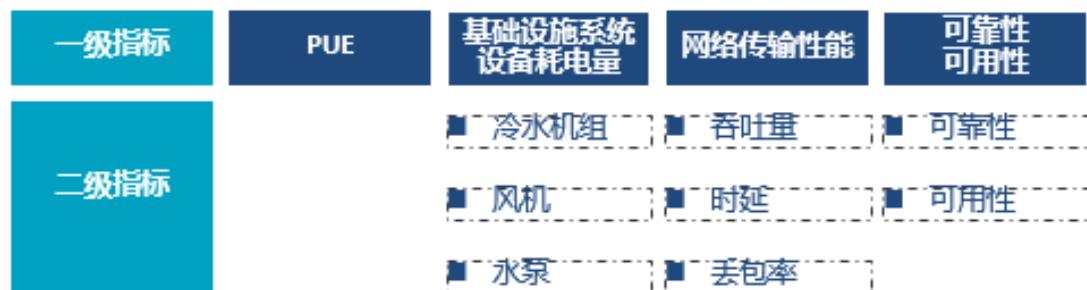 一级指标
PUE
基础设施系统
设备耗电量
网络传输性能
可靠性
可用性
二级指标
冷水机组
吞吐量
可靠性
风机
时延
可用性
水泵
丢包率